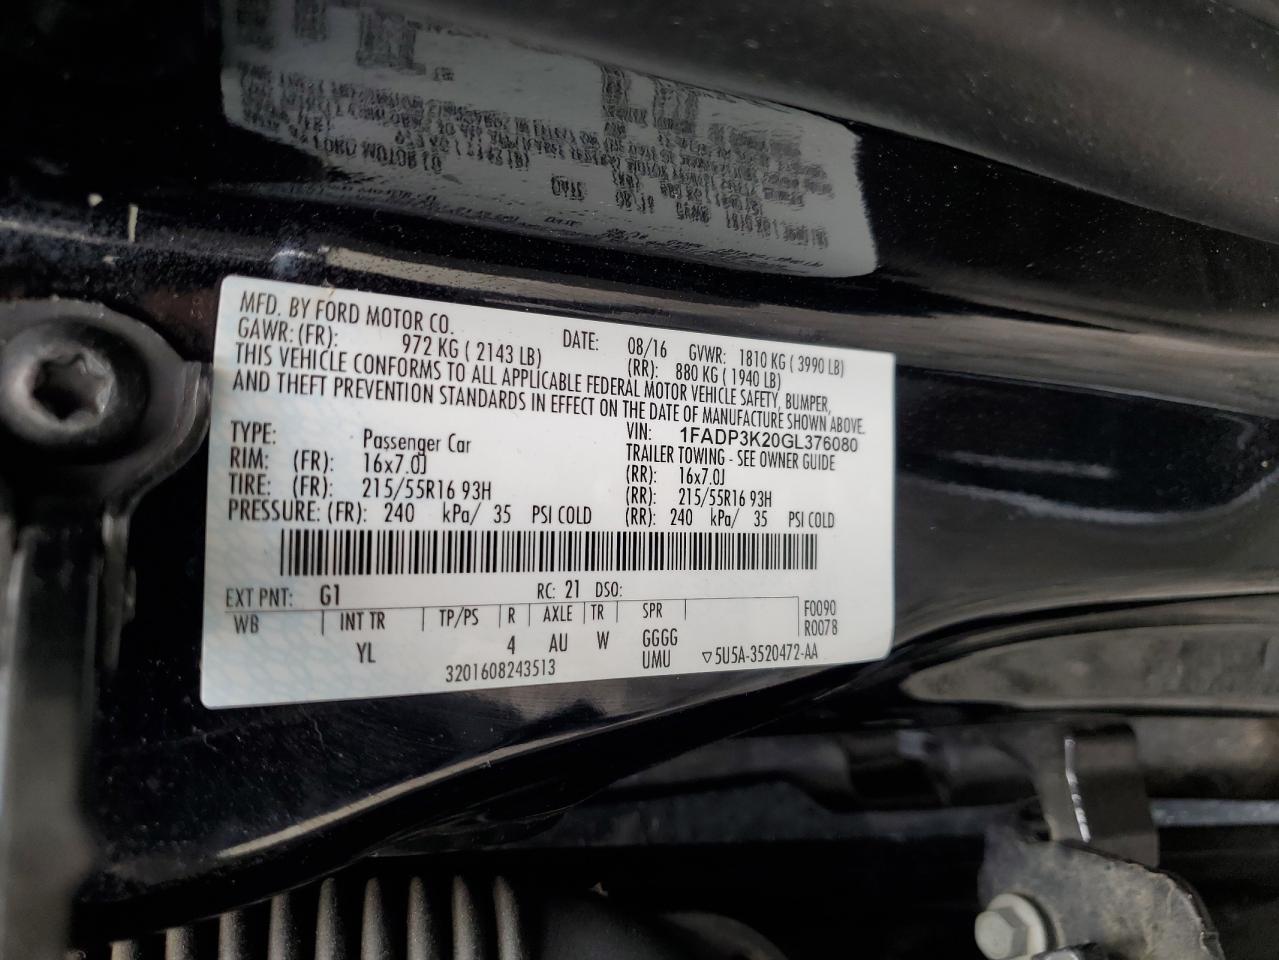 MFD. BY FORD MOTOR CO. DATE: 08/16 GVWR: 1810 KG ( 3990 LB)
GAWR: (FR): 972 KG ( 2143 LB) (RR): 880 KG ( 1940 LB)
THIS VEHICLE CONFORMS TO ALL APPLICABLE FEDERAL MOTOR VEHICLE SAFETY, BUMPER,
AND THEFT PREVENTION STANDARDS IN EFFECT ON THE DATE OF MANUFACTURE SHOWN ABOVE.
VIN: 1FADP3K20GL376080
TYPE: Passenger Car TRAILER TOWING - SEE OWNER GUIDE
RIM: (FR): 16x7.0J (RR): 16x7.0J
TIRE: (FR): 215/55R16 93H (RR): 215/55R16 93H
PRESSURE: (FR): 240 kPa/ 35 PSI COLD (RR): 240 kPa/ 35 PSI COLD
EXT PNT: G1 RC: 21 DSO:
WB INT TR TP/PS R AXLE TR SPR F0090
R0078
YL 4 AU W GGGG
UMU ▽5U5A-3520472-AA
3201608243513